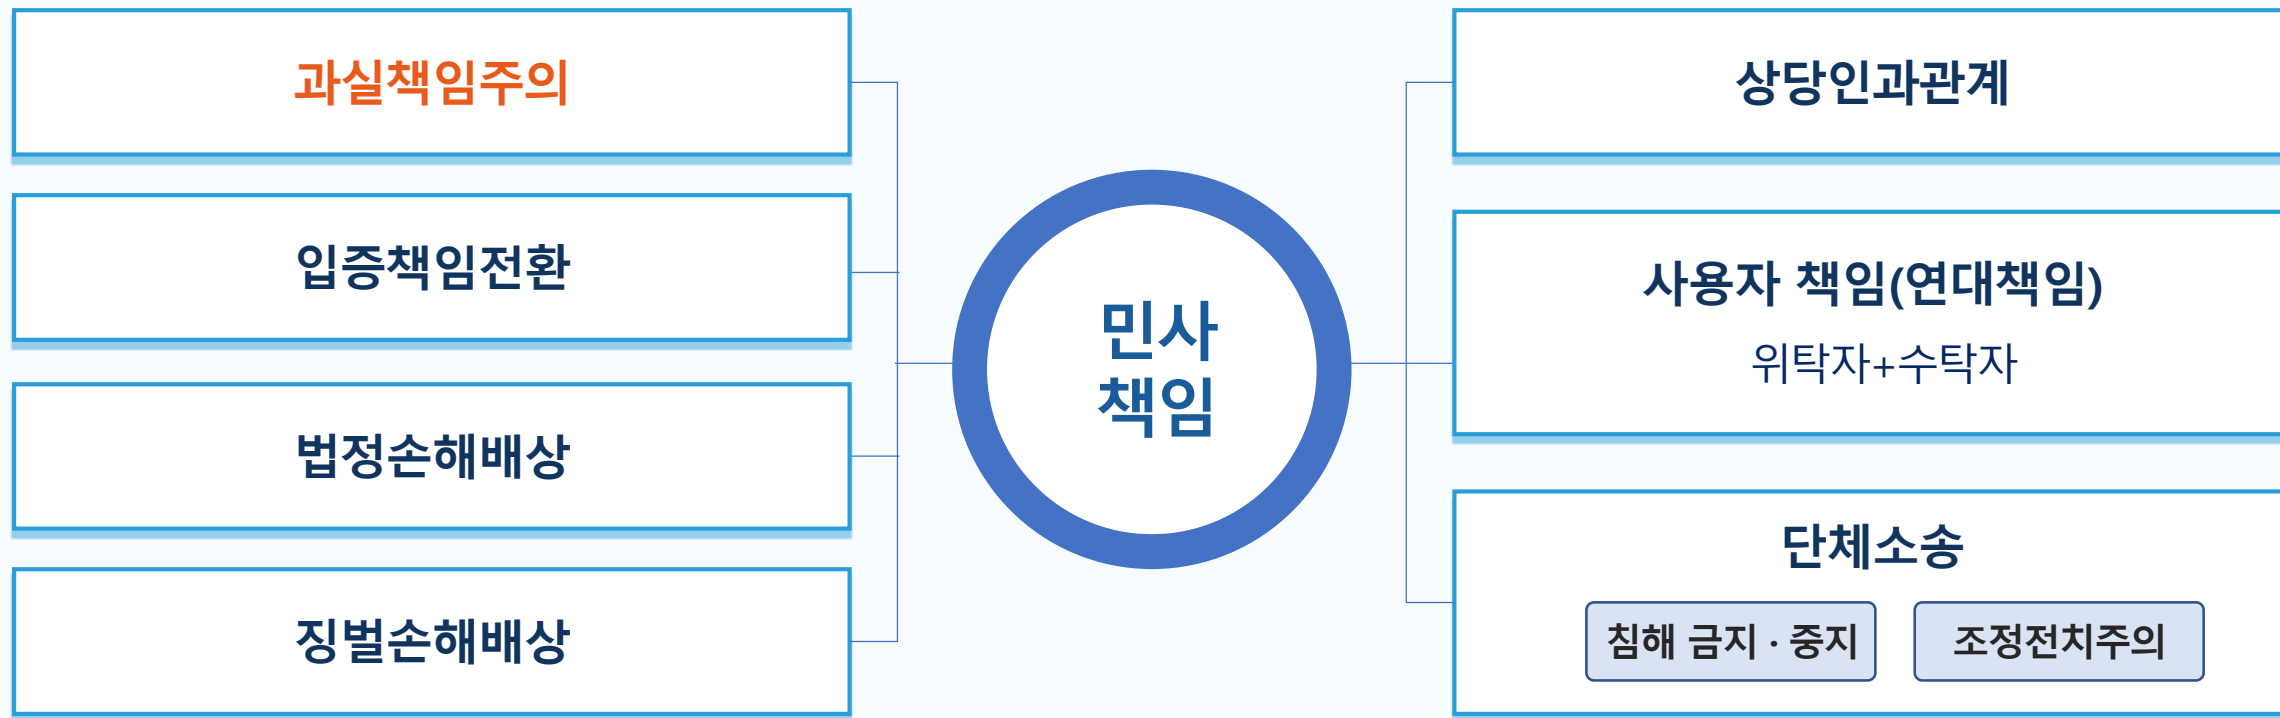 과실책임주의
입증책임전환
법정손해배상
징벌손해배상
민사
책임
상당인과관계
사용자 책임(연대책임)
위탁자+수탁자
단체소송
침해 금지 · 중지
조정전치주의